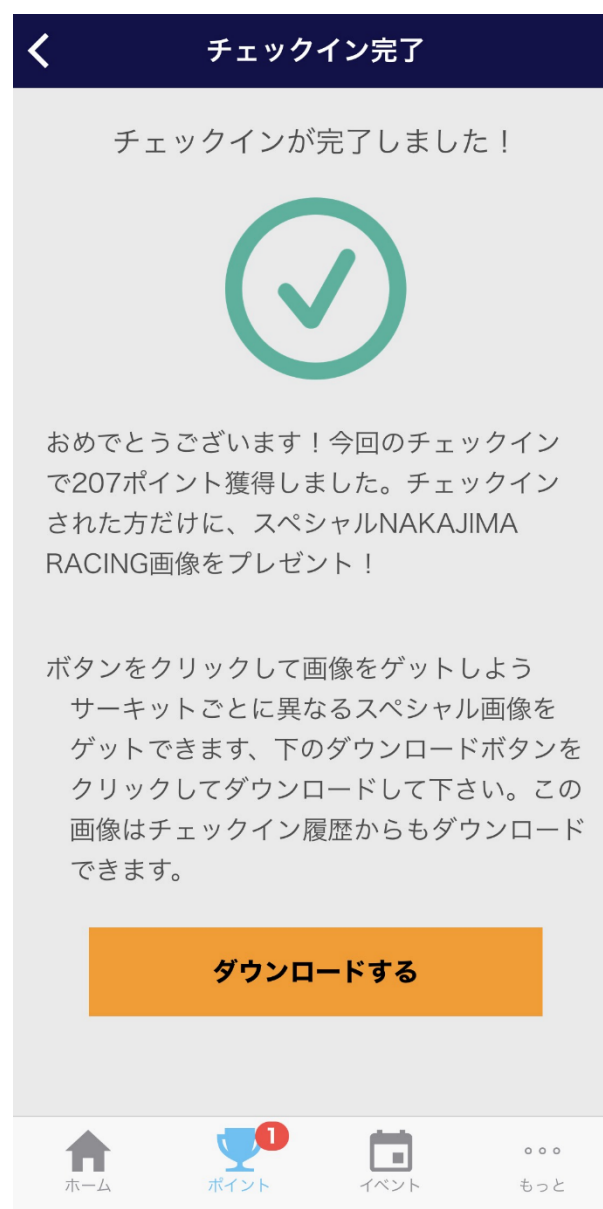 チェックイン完了
チェックインが完了しました！
おめでとうございます！今回のチェックイン
で207ポイント獲得しました。チェックイン
された方だけに、スペシャルNAKAJIMA
RACING画像をプレゼント！
ボタンをクリックして画像をゲットしよう
サーキットごとに異なるスペシャル画像を
ゲットできます、下のダウンロードボタンを
クリックしてダウンロードして下さい。この
画像はチェックイン履歴からもダウンロード
できます。
ダウンロードする
1
ホーム ポイント イベント もっと